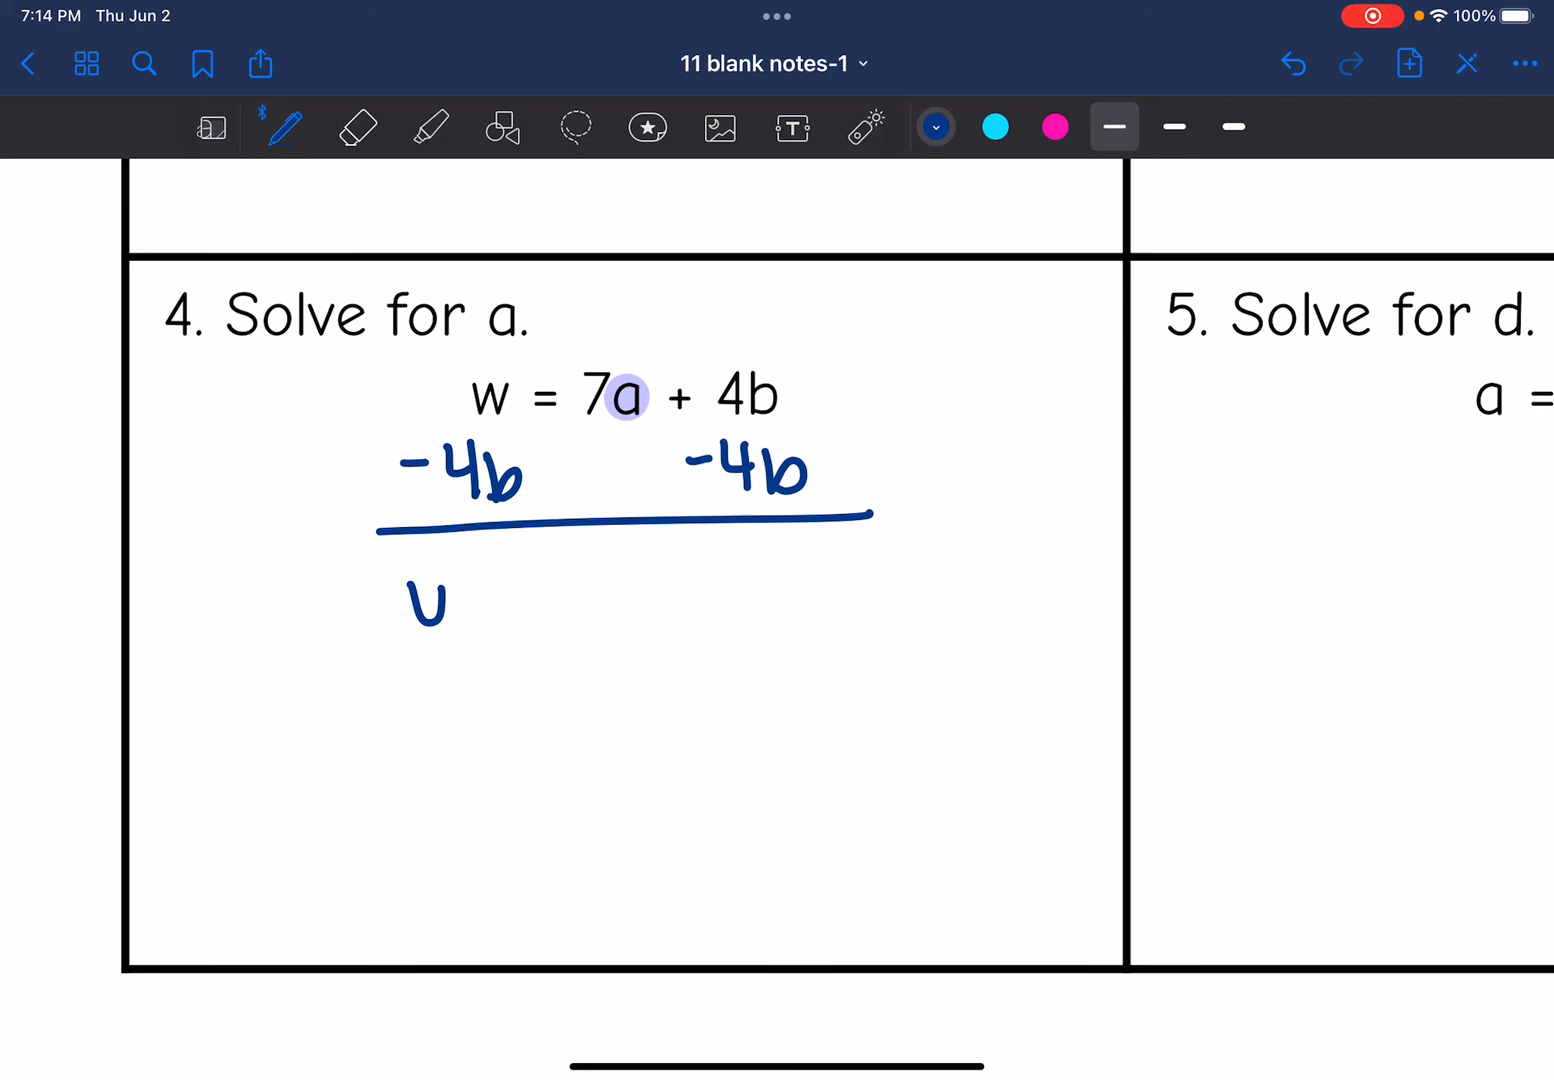 7:14 PM Thu Jun 2
100%
11 blank notes-1
T
4. Solve for a.
w = 7a + 4b
-4b -4b
U
5. Solve for d.
a =